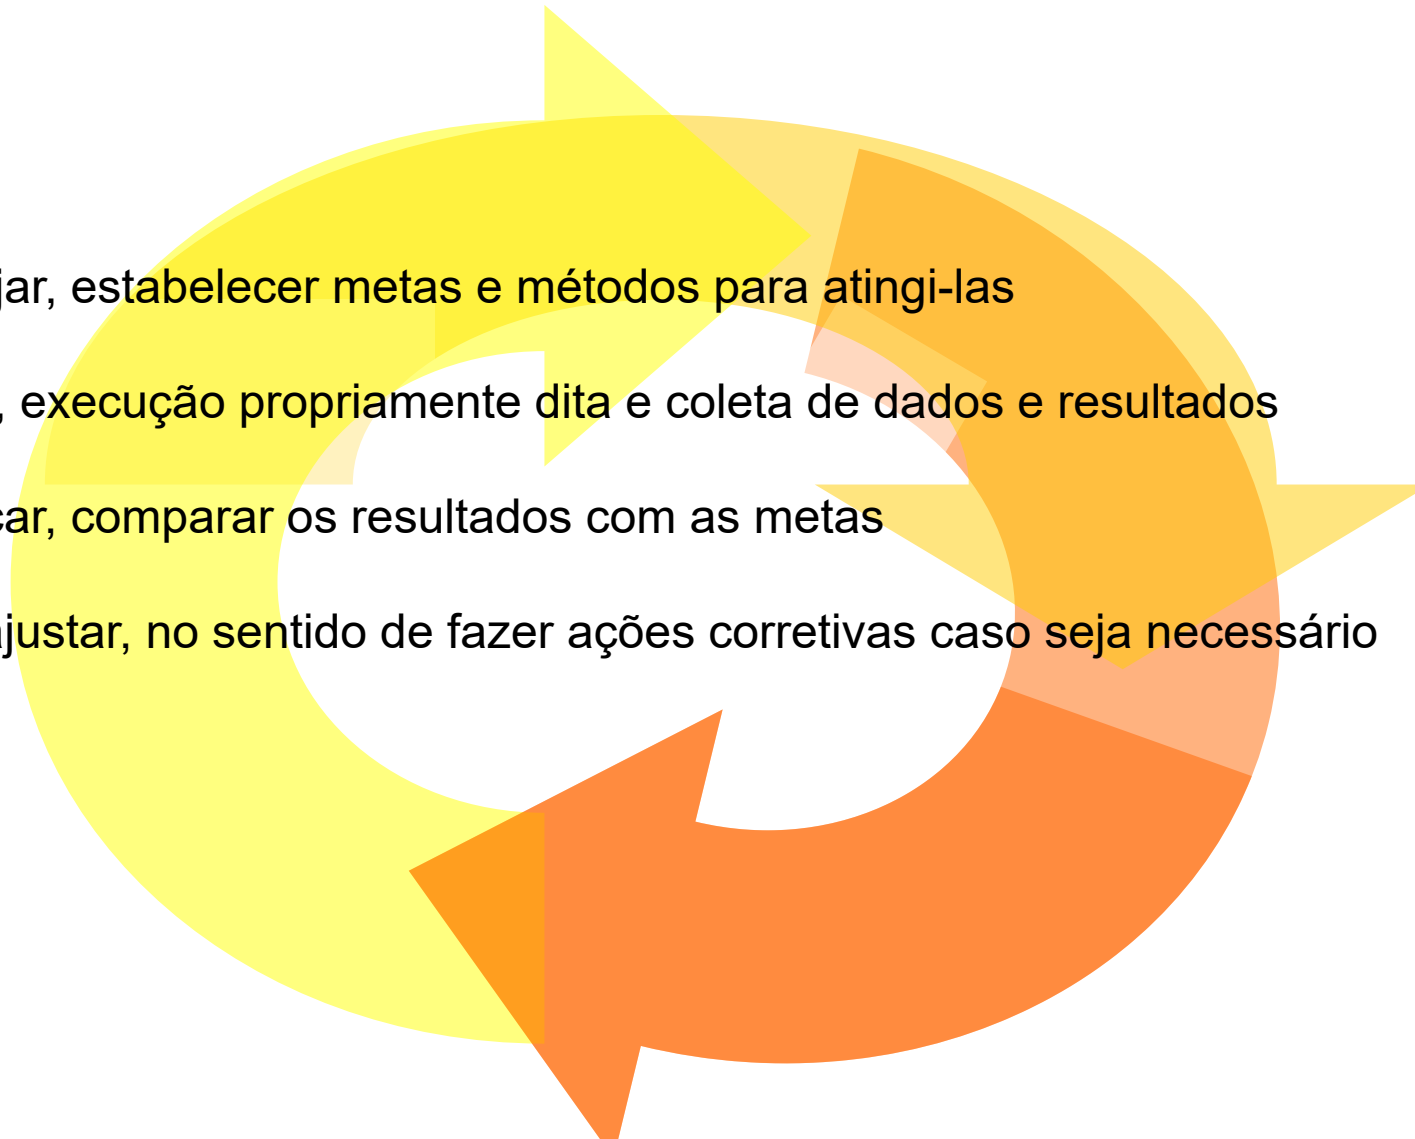 jar, estabelecer metas e métodos para atingi-las
, execução propriamente dita e coleta de dados e resultados
car, comparar os resultados com as metas
justar, no sentido de fazer ações corretivas caso seja necessário